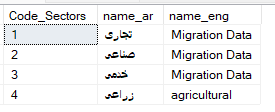 Code_Sectors name_ar name_eng
1 تجارى Migration Data
2 صناعى Migration Data
3 خدمى Migration Data
4 زراعى agricultural